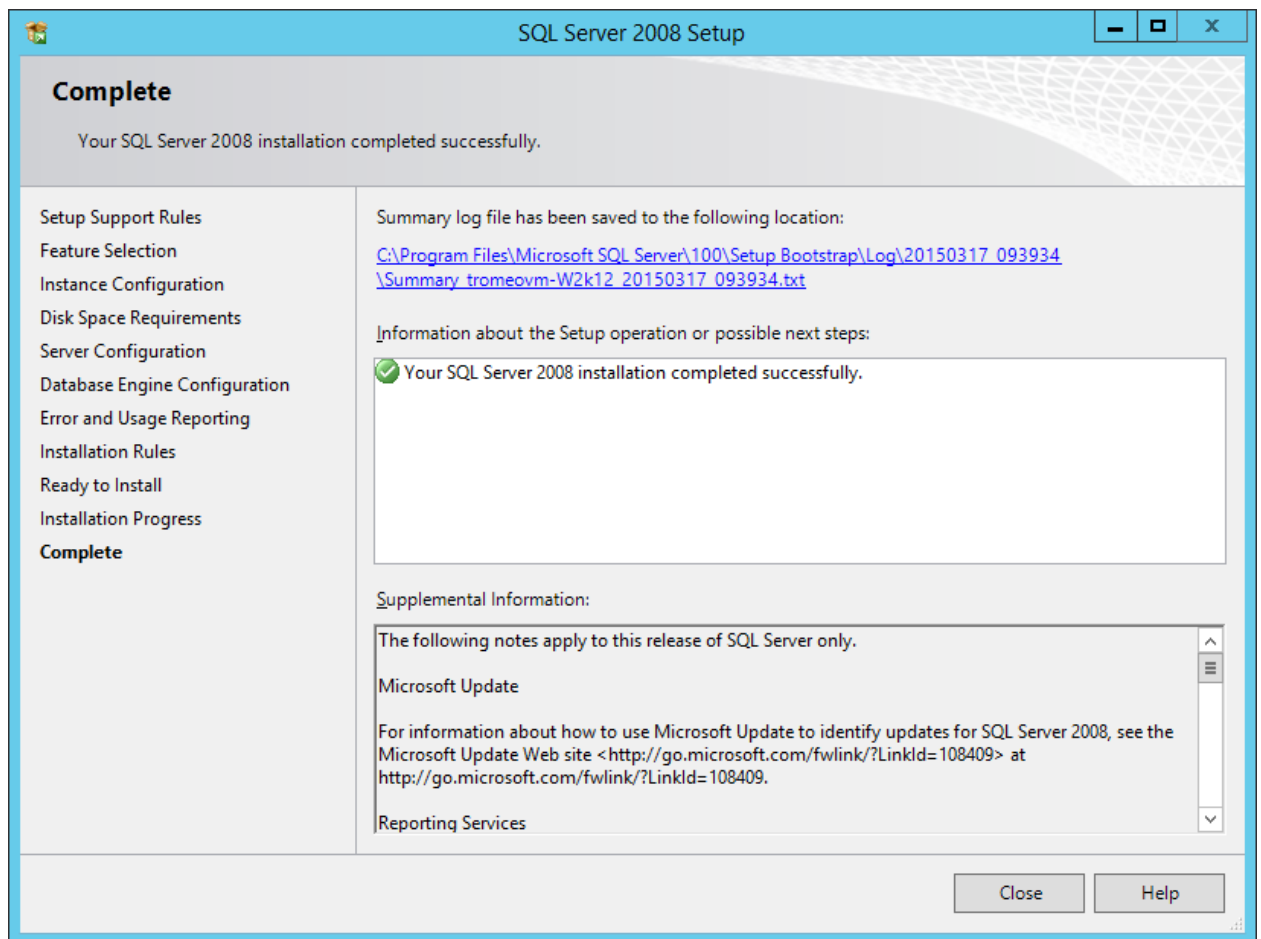 SQL Server 2008 Setup
Complete
Your SQL Server 2008 installation completed successfully.
Setup Support Rules
Feature Selection
Instance Configuration
Disk Space Requirements
Server Configuration
Database Engine Configuration
Error and Usage Reporting
Installation Rules
Ready to Install
Installation Progress
Complete
Summary log file has been saved to the following location:
C:\Program Files\Microsoft SQL Server\100\Setup Bootstrap\Log\20150317_093934
\Summary_tromeovm-W2k12_20150317_093934.txt
Information about the Setup operation or possible next steps:
Your SQL Server 2008 installation completed successfully.
Supplemental Information:
The following notes apply to this release of SQL Server only.
Microsoft Update
For information about how to use Microsoft Update to identify updates for SQL Server 2008, see the
Microsoft Update Web site <http://go.microsoft.com/fwlink/?LinkId=108409> at
http://go.microsoft.com/fwlink/?LinkId=108409.
Reporting Services
Close
Help